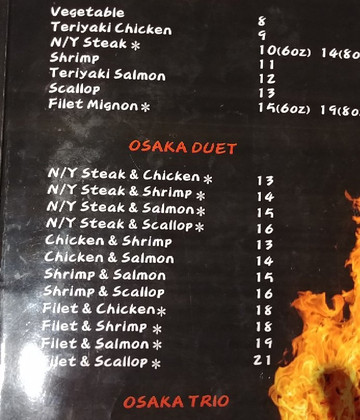 Vegetable 8
Teriyaki Chicken 9
N/Y Steak * 10(6oz) 14(8o
Shrimp 11
Teriyaki Salmon 12
Scallop 13
Filet Mignon * 15(6oz) 19(8o
OSAKA DUET
N/Y Steak & Chicken * 13
N/Y Steak & Shrimp * 14
N/Y Steak & Salmon * 15
N/Y Steak & Scallop * 16
Chicken & Shrimp 13
Chicken & Salmon 14
Shrimp & Salmon 15
Shrimp & Scallop 16
Filet & Chicken * 18
Filet & Shrimp * 18
Filet & Salmon * 19
Filet & Scallop * 21
OSAKA TRIO